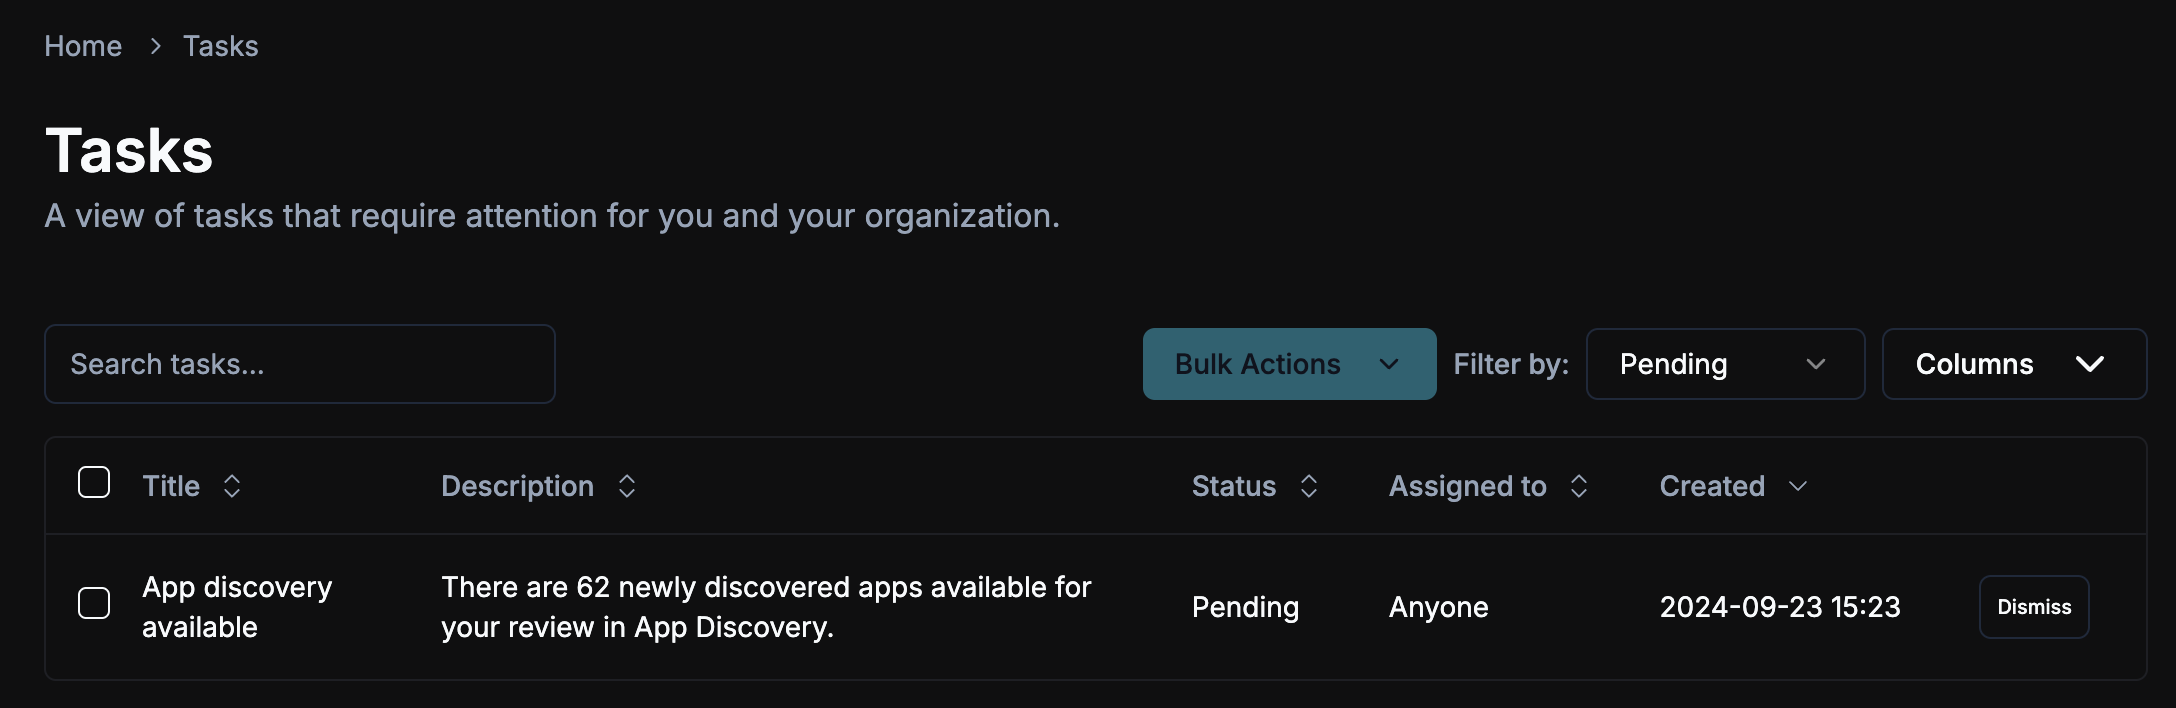 Home > Tasks
Tasks
A view of tasks that require attention for you and your organization.
Search tasks...
Bulk Actions
Filter by:
Pending
Columns
Title
Description
Status
Assigned to
Created
App discovery
available
There are 62 newly discovered apps available for
your review in App Discovery.
Pending
Anyone
2024-09-23 15:23
Dismiss